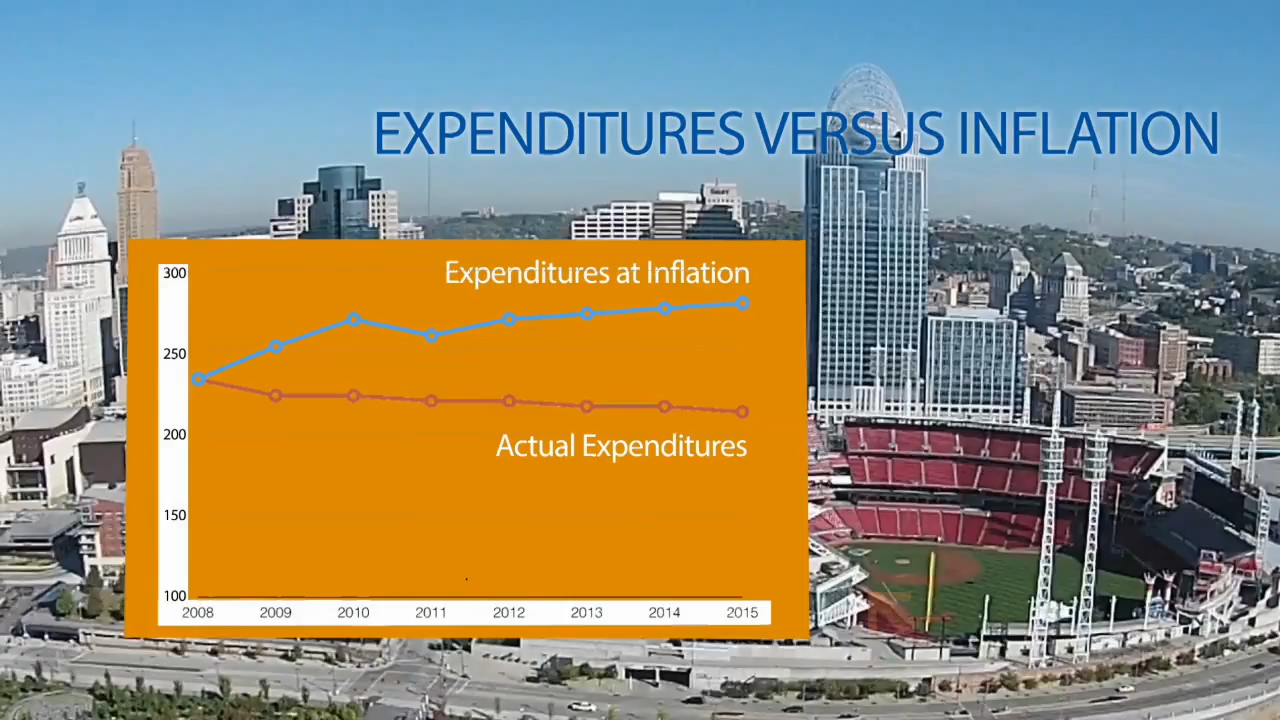 EXPENDITURES VERSUS INFLATION
Expenditures at Inflation
300
250
200
150
100
Actual Expenditures
2008 2009 2010 2011 2012 2013 2014 2015